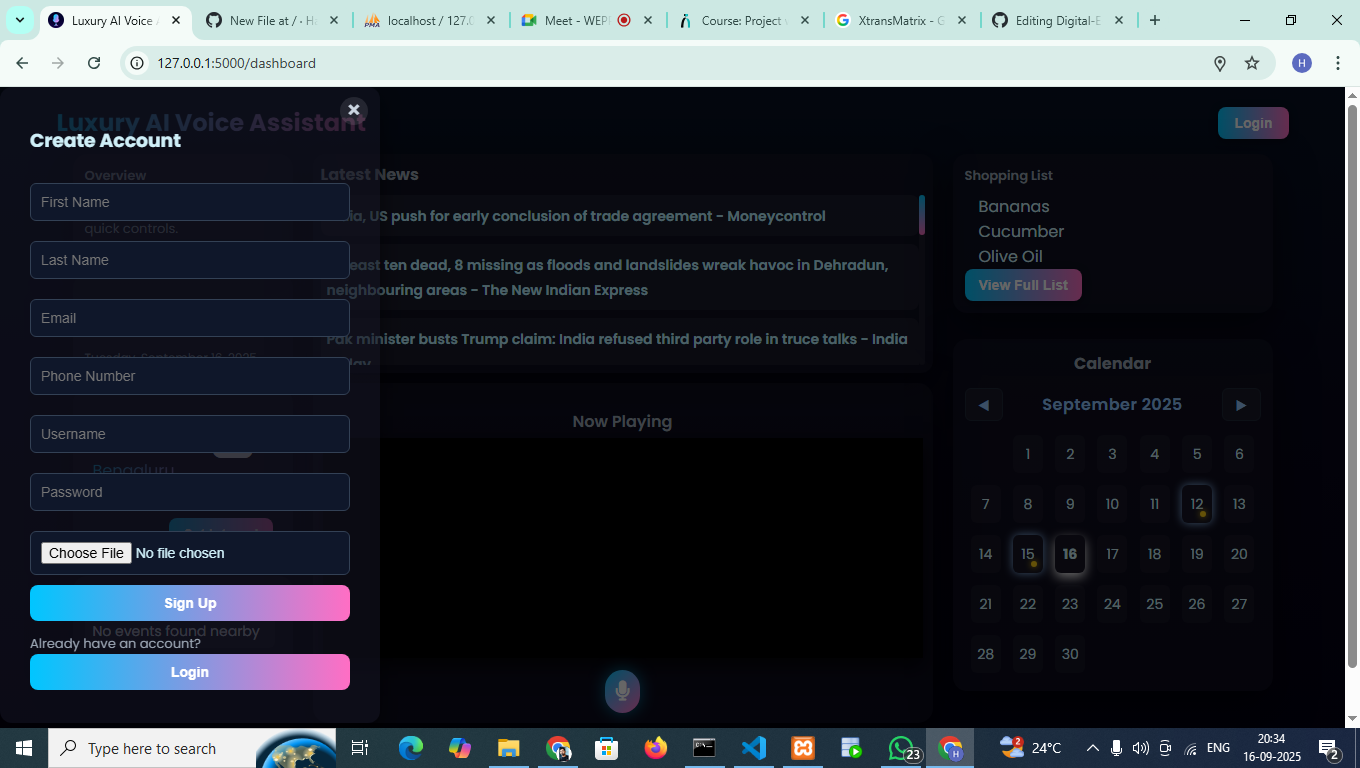 Luxury AI Voice A
New File at / · H
localhost / 127.0
Meet - WEP
Course: Project
XtransMatrix - G
Editing Digital-E
127.0.0.1:5000/dashboard
H
Luxury AI Voice Assistant
Login
Create Account
First Name
Last Name
Email
Phone Number
Username
Password
Choose File No file chosen
Sign Up
Already have an account?
Login
Overview
quick controls.
Tuesday, September 16, 2025
Bengaluru
No events found nearby
Latest News
ia, US push for early conclusion of trade agreement - Moneycontrol
east ten dead, 8 missing as floods and landslides wreak havoc in Dehradun,
neighbouring areas - The New Indian Express
Pak minister busts Trump claim: India refused third party role in truce talks - India
Now Playing
Shopping List
Bananas
Cucumber
Olive Oil
View Full List
Calendar
◀ September 2025 ▶
1 2 3 4 5 6
7 8 9 10 11 12 13
14 15 16 17 18 19 20
21 22 23 24 25 26 27
28 29 30
Type here to search
23
H
2
24°C
ENG
20:34
16-09-2025
2